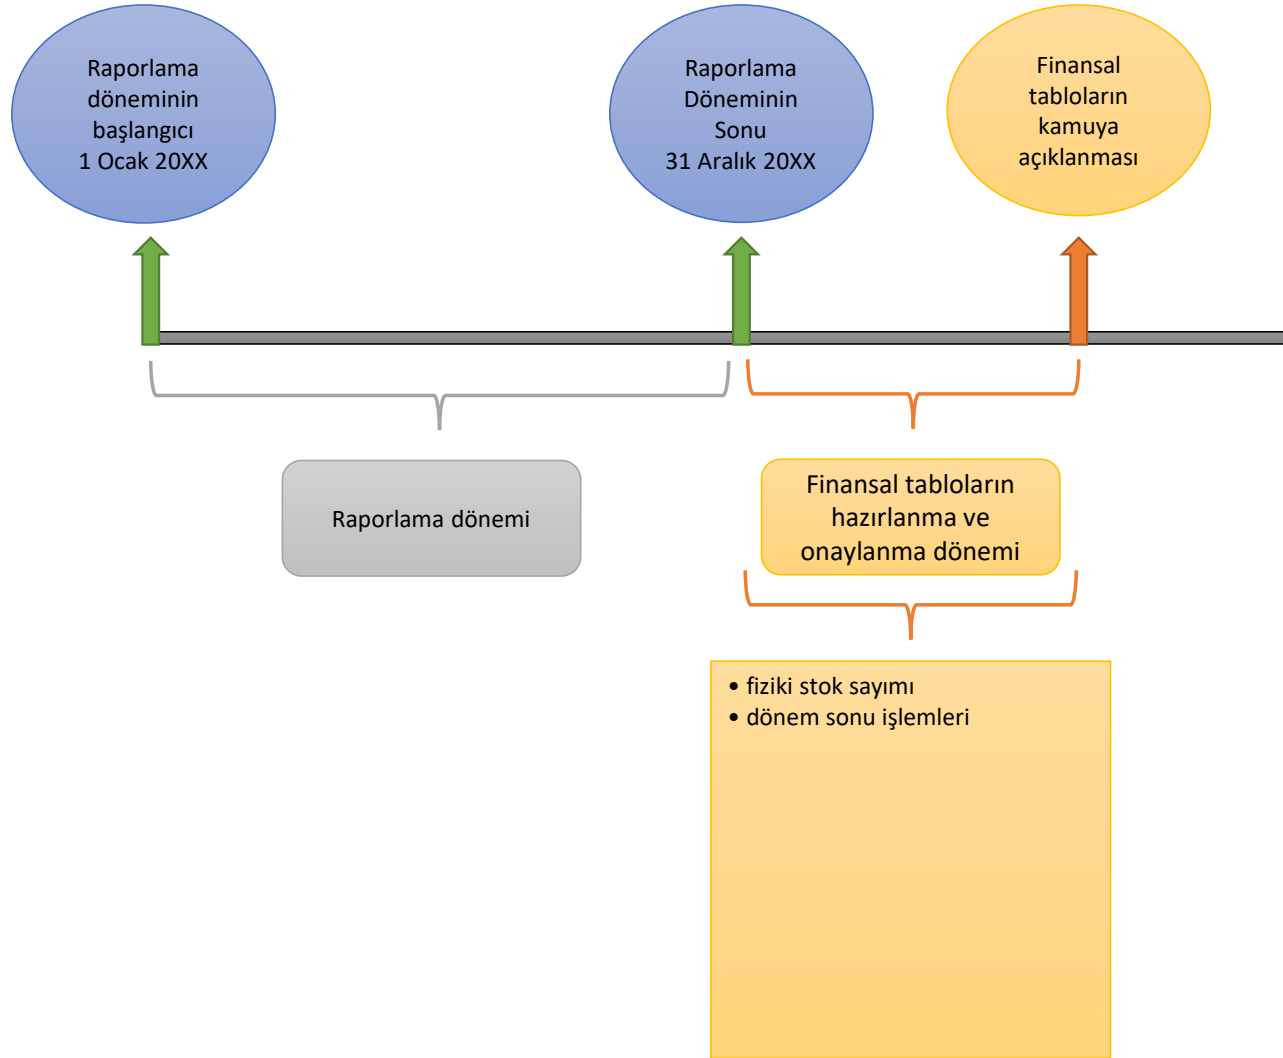 Raporlama
döneminin
başlangıcı
1 Ocak 20XX
Raporlama
Döneminin
Sonu
31 Aralık 20XX
Finansal
tabloların
kamuya
açıklanması
Raporlama dönemi
Finansal tabloların
hazırlanma ve
onaylanma dönemi
• fiziki stok sayımı
• dönem sonu işlemleri